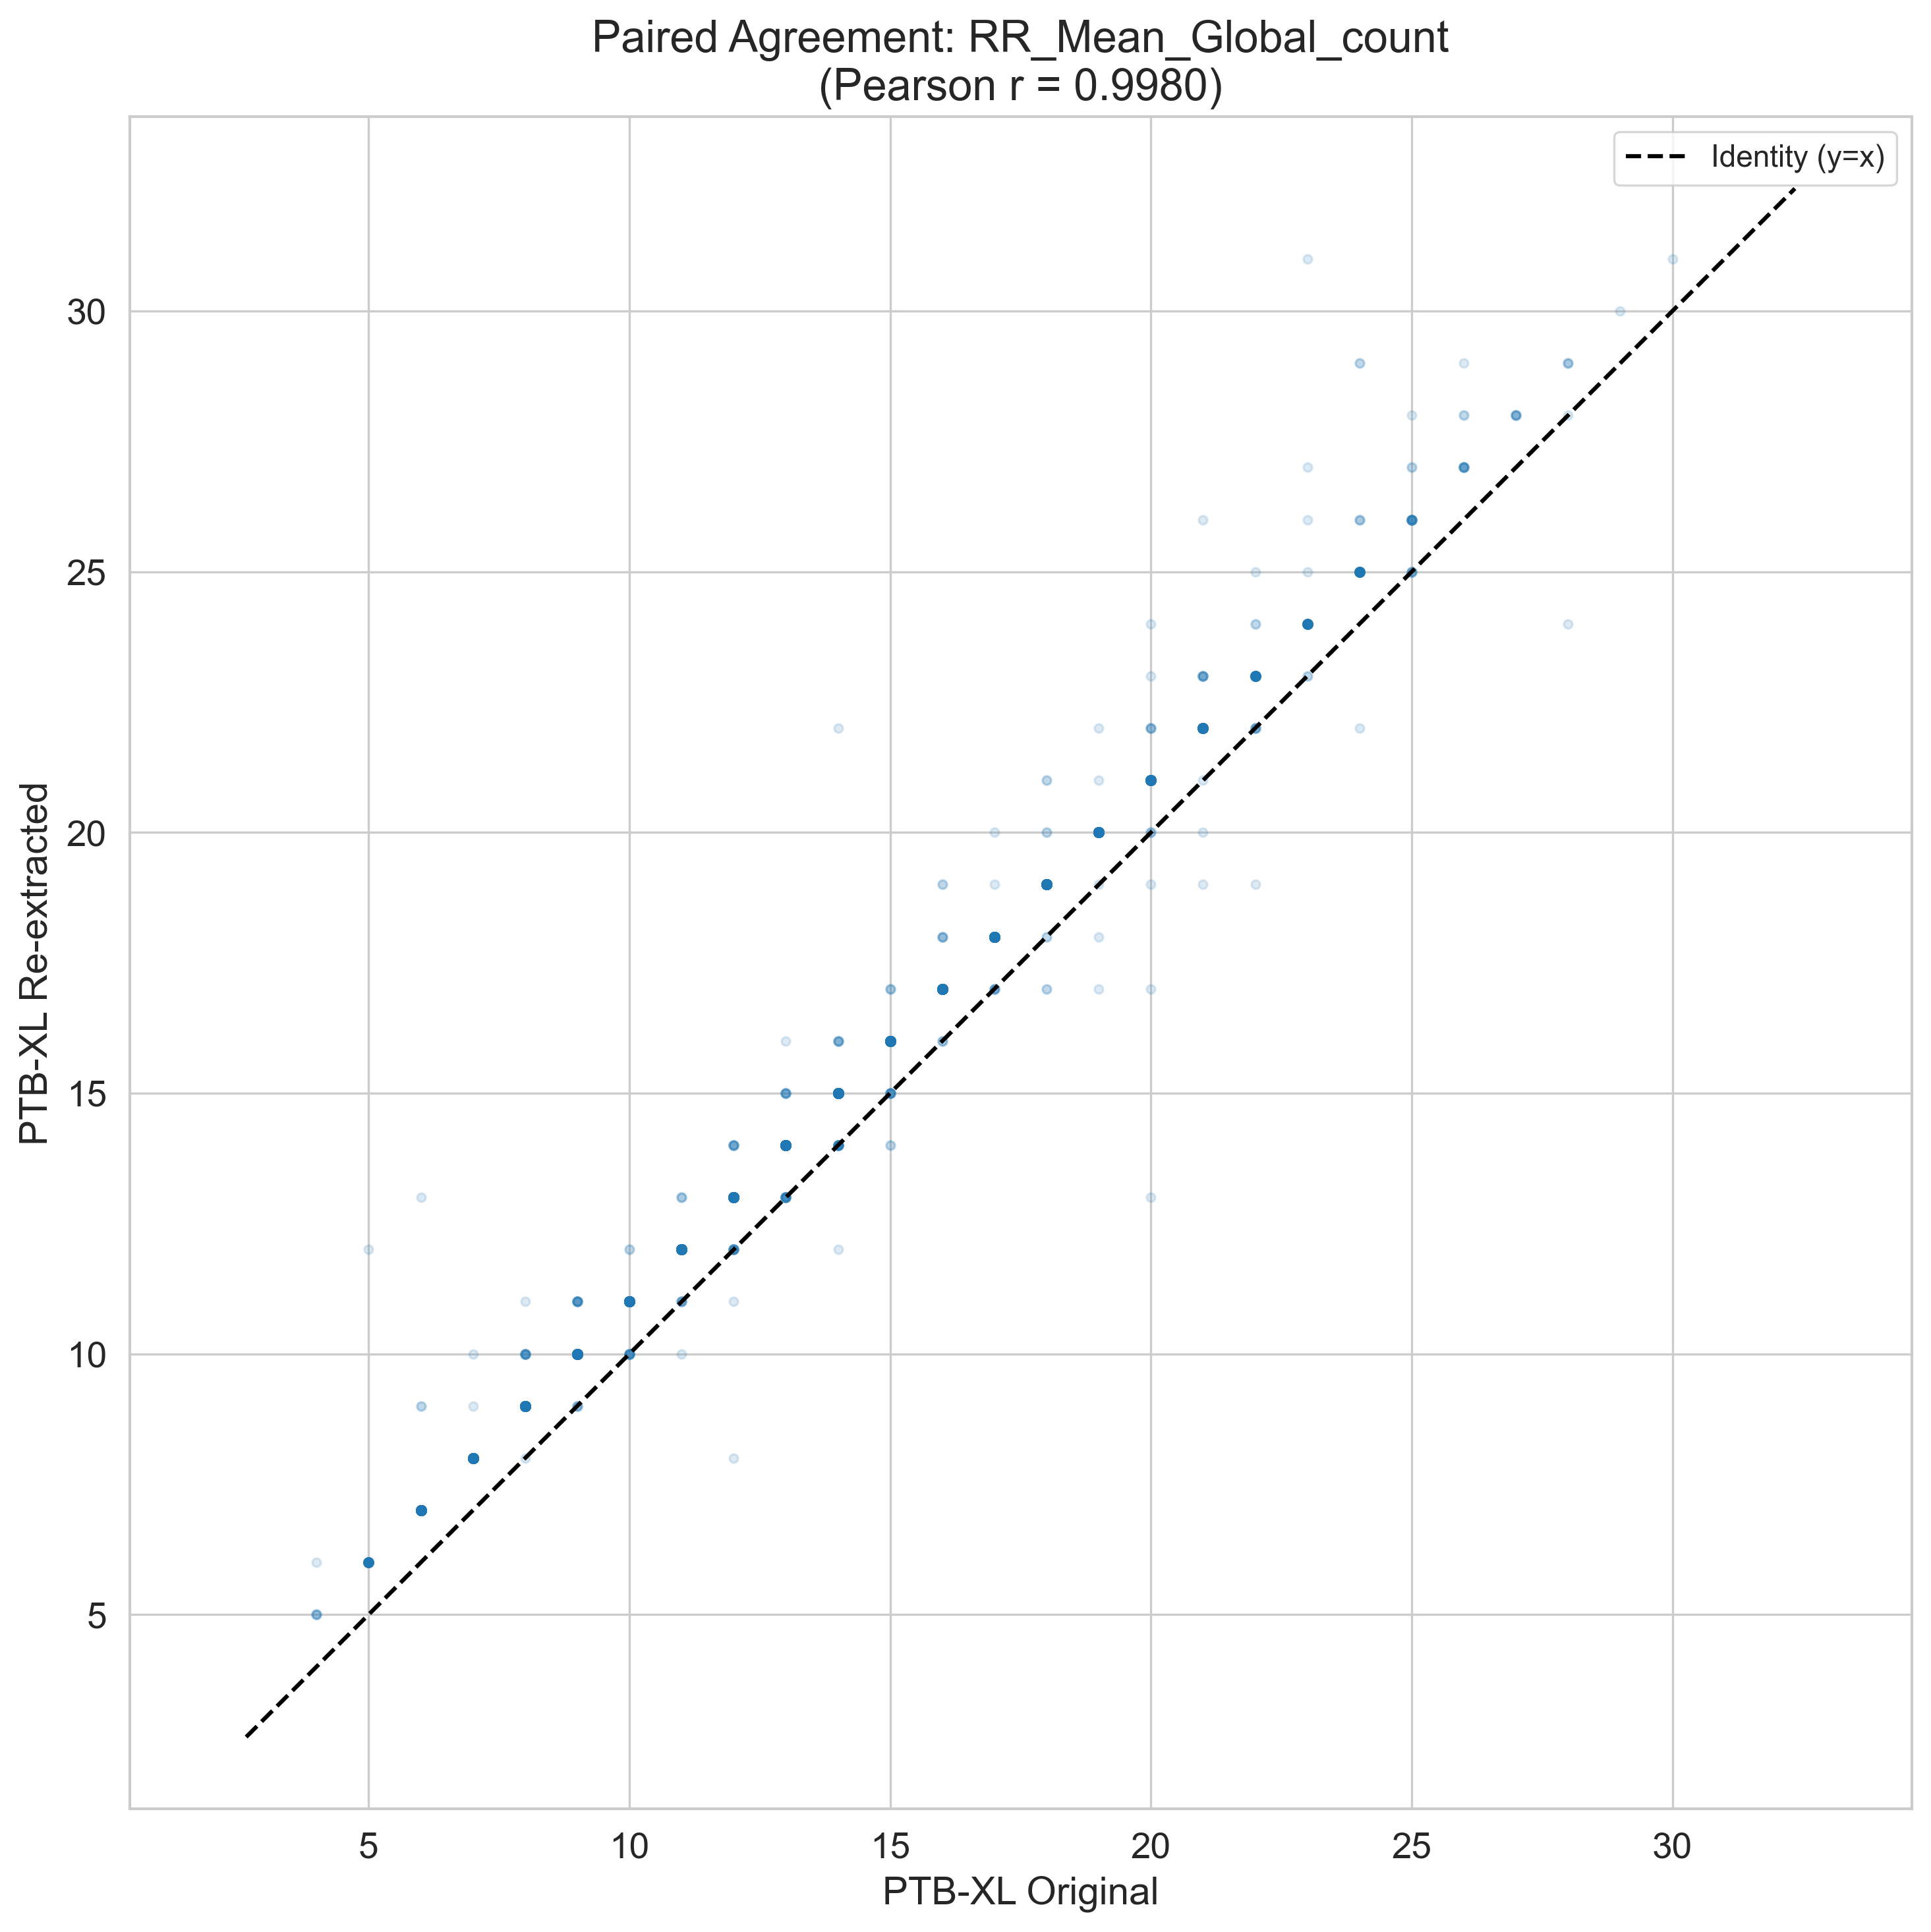 Paired Agreement: RR_Mean_Global_count
(Pearson r = 0.9980)
Identity (y=x)
30
25
20
15
10
5
PTB-XL Re-extracted
5 10 15 20 25 30
PTB-XL Original